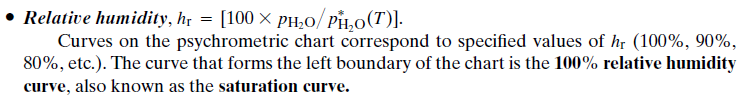 • Relative humidity, hᵣ = [100 × pH₂O/p*H₂O(T)].
Curves on the psychrometric chart correspond to specified values of hᵣ (100%, 90%,
80%, etc.). The curve that forms the left boundary of the chart is the 100% relative humidity
curve, also known as the saturation curve.